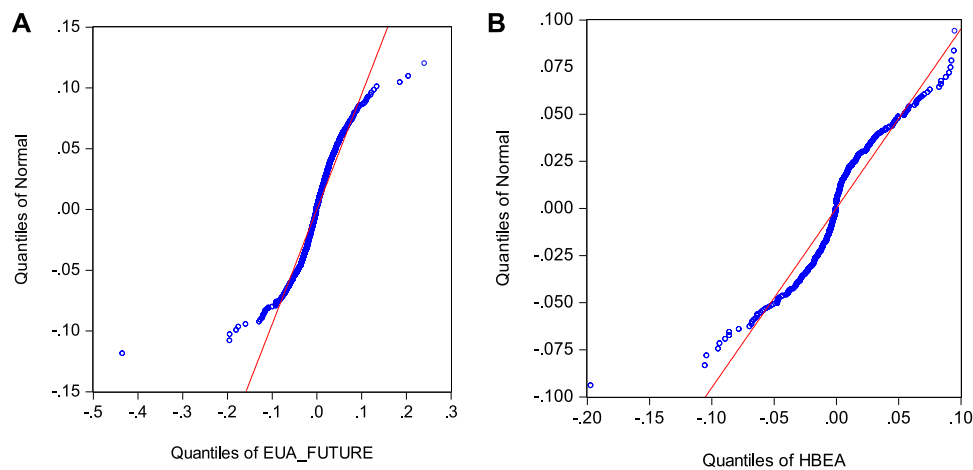 A
.15
.10
.05
.00
-.05
-.10
-.15
Quantiles of Normal
-.5 -.4 -.3 -.2 -.1 .0 .1 .2 .3
Quantiles of EUA_FUTURE
B
.100
.075
.050
.025
.000
-.025
-.050
-.075
-.100
Quantiles of Normal
-.20 -.15 -.10 -.05 .00 .05 .10
Quantiles of HBEA